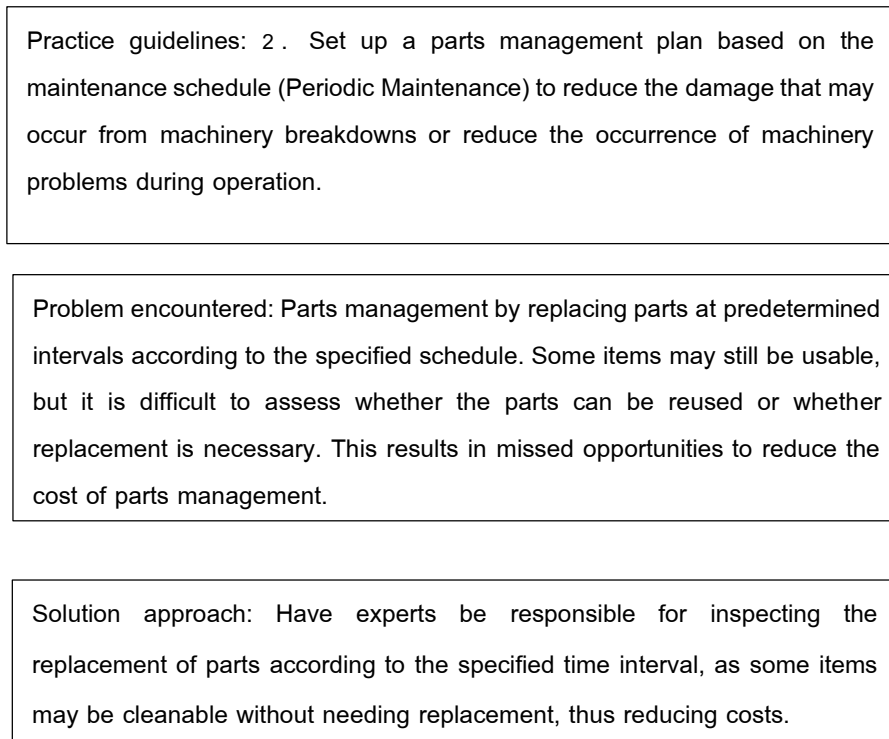 Practice guidelines: 2 . Set up a parts management plan based on the
maintenance schedule (Periodic Maintenance) to reduce the damage that may
occur from machinery breakdowns or reduce the occurrence of machinery
problems during operation.
Problem encountered: Parts management by replacing parts at predetermined
intervals according to the specified schedule. Some items may still be usable,
but it is difficult to assess whether the parts can be reused or whether
replacement is necessary. This results in missed opportunities to reduce the
cost of parts management.
Solution approach: Have experts be responsible for inspecting the
replacement of parts according to the specified time interval, as some items
may be cleanable without needing replacement, thus reducing costs.